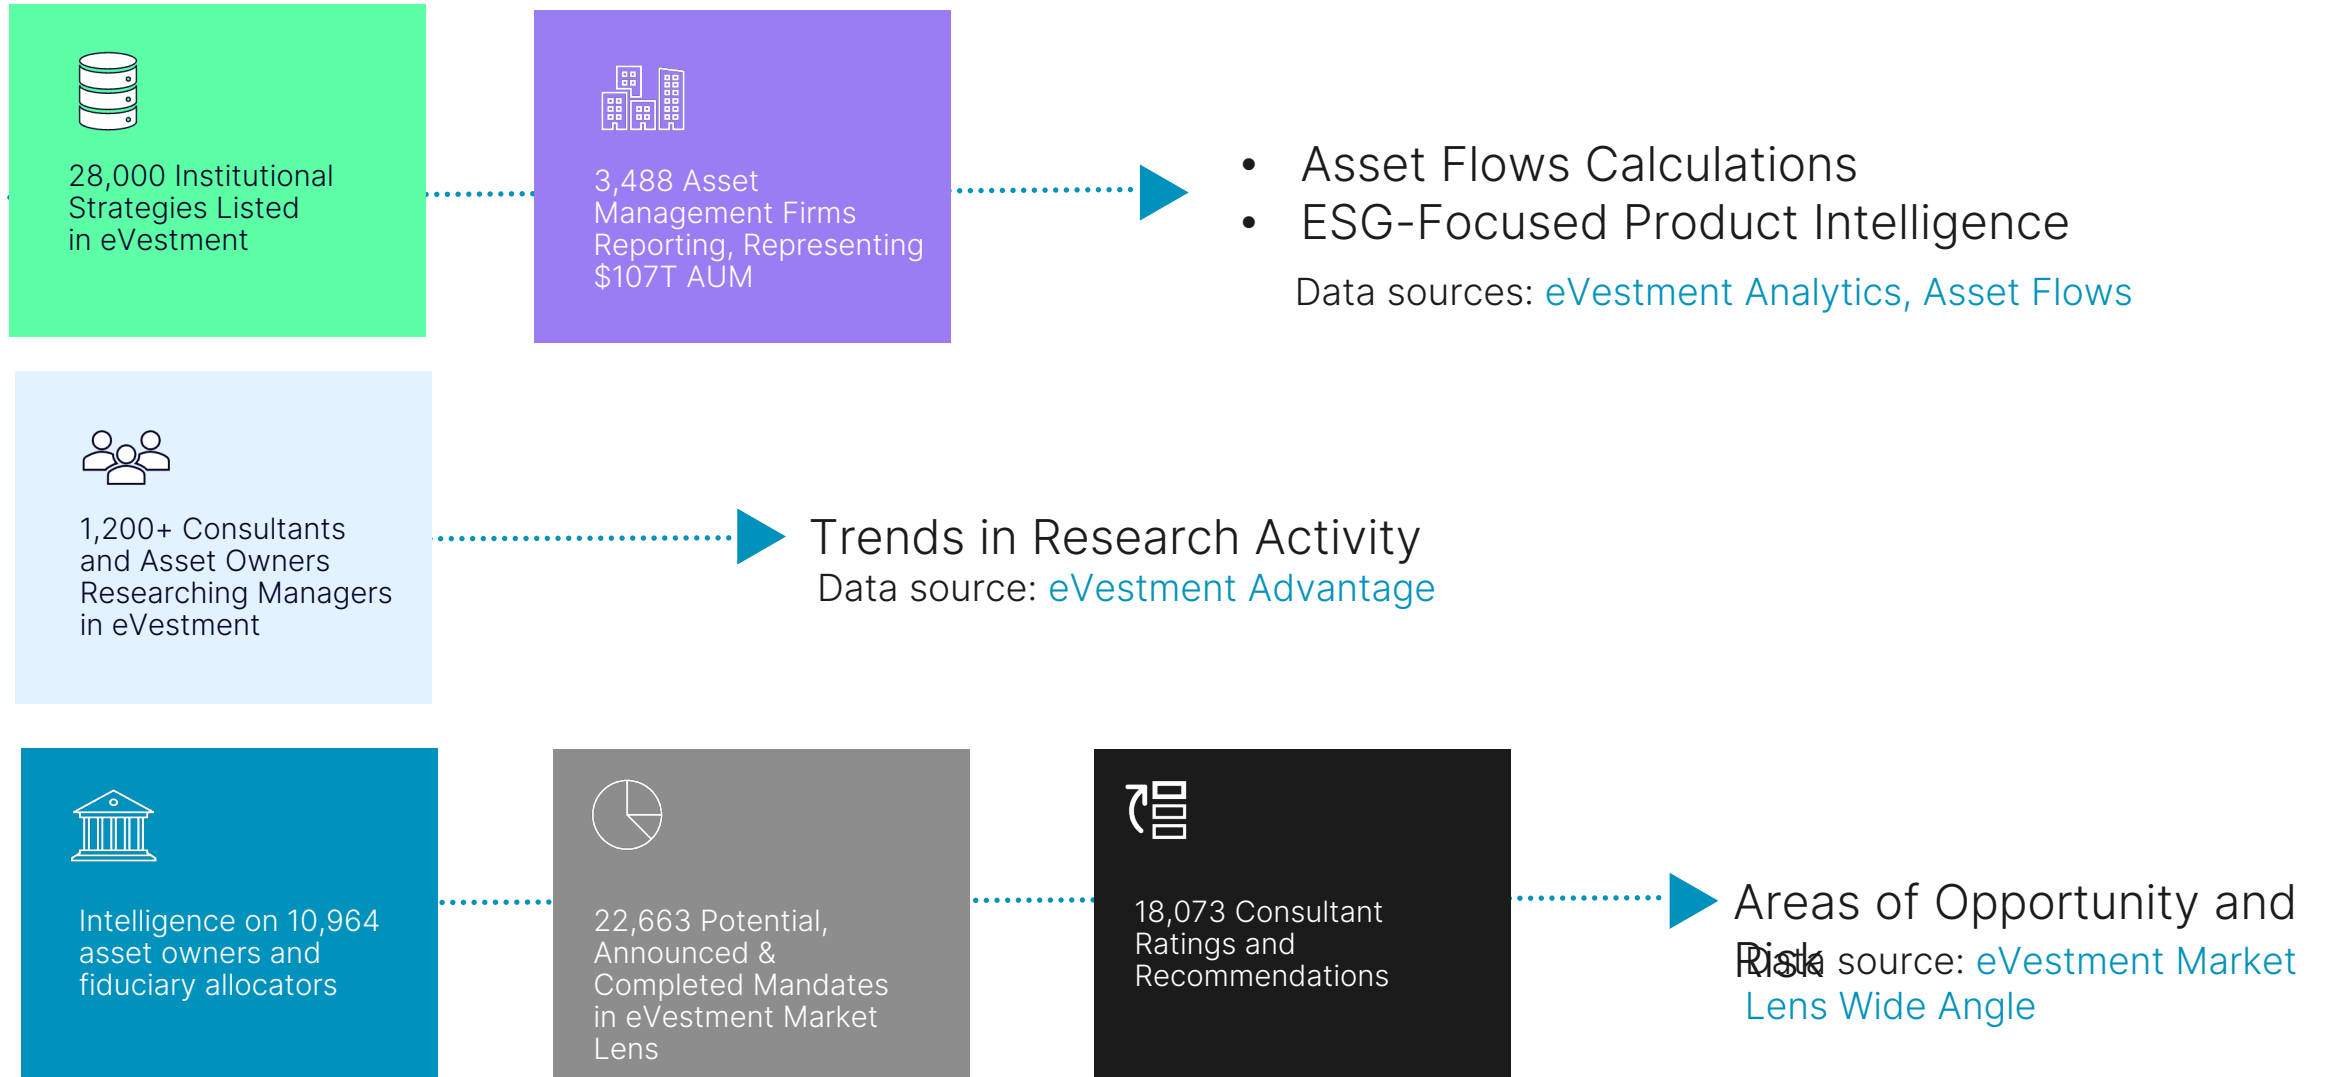 28,000 Institutional
Strategies Listed
in eVestment
3,488 Asset
Management Firms
Reporting, Representing
$107T AUM
• Asset Flows Calculations
• ESG-Focused Product Intelligence
Data sources: eVestment Analytics, Asset Flows
1,200+ Consultants
and Asset Owners
Researching Managers
in eVestment
Trends in Research Activity
Data source: eVestment Advantage
Intelligence on 10,964
asset owners and
fiduciary allocators
22,663 Potential,
Announced &
Completed Mandates
in eVestment Market
Lens
18,073 Consultant
Ratings and
Recommendations
Areas of Opportunity and
Risk
Data source: eVestment Market
Lens Wide Angle